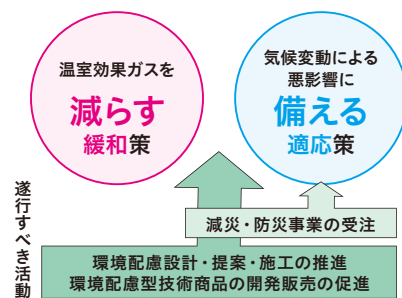 温室効果ガスを
減らす
緩和策
気候変動による
悪影響に
備える
適応策
遂行すべき活動
減災・防災事業の受注
環境配慮設計・提案・施工の推進
環境配慮型技術商品の開発販売の促進